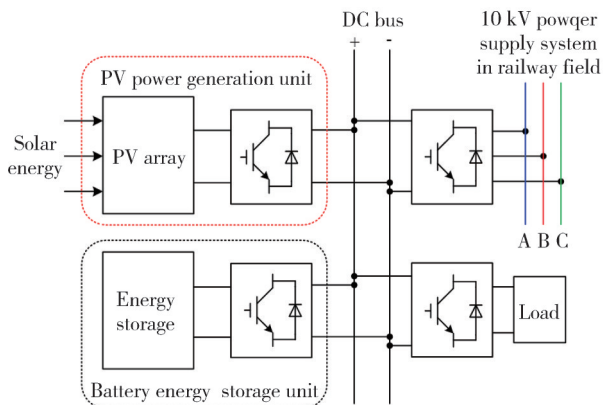 DC bus
+ -
10 kV powqer
supply system
in railway field
PV power generation unit
Solar
energy
PV array
A B C
Energy
storage
Load
Battery energy storage unit